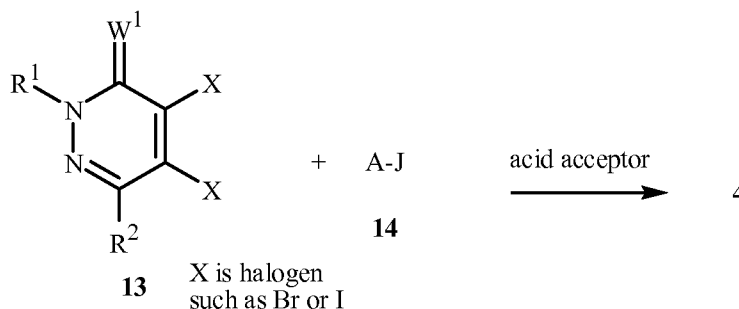 W¹
R¹
X
N
N
X
R²
+ A-J acid acceptor 4
14
13 X is halogen
such as Br or I